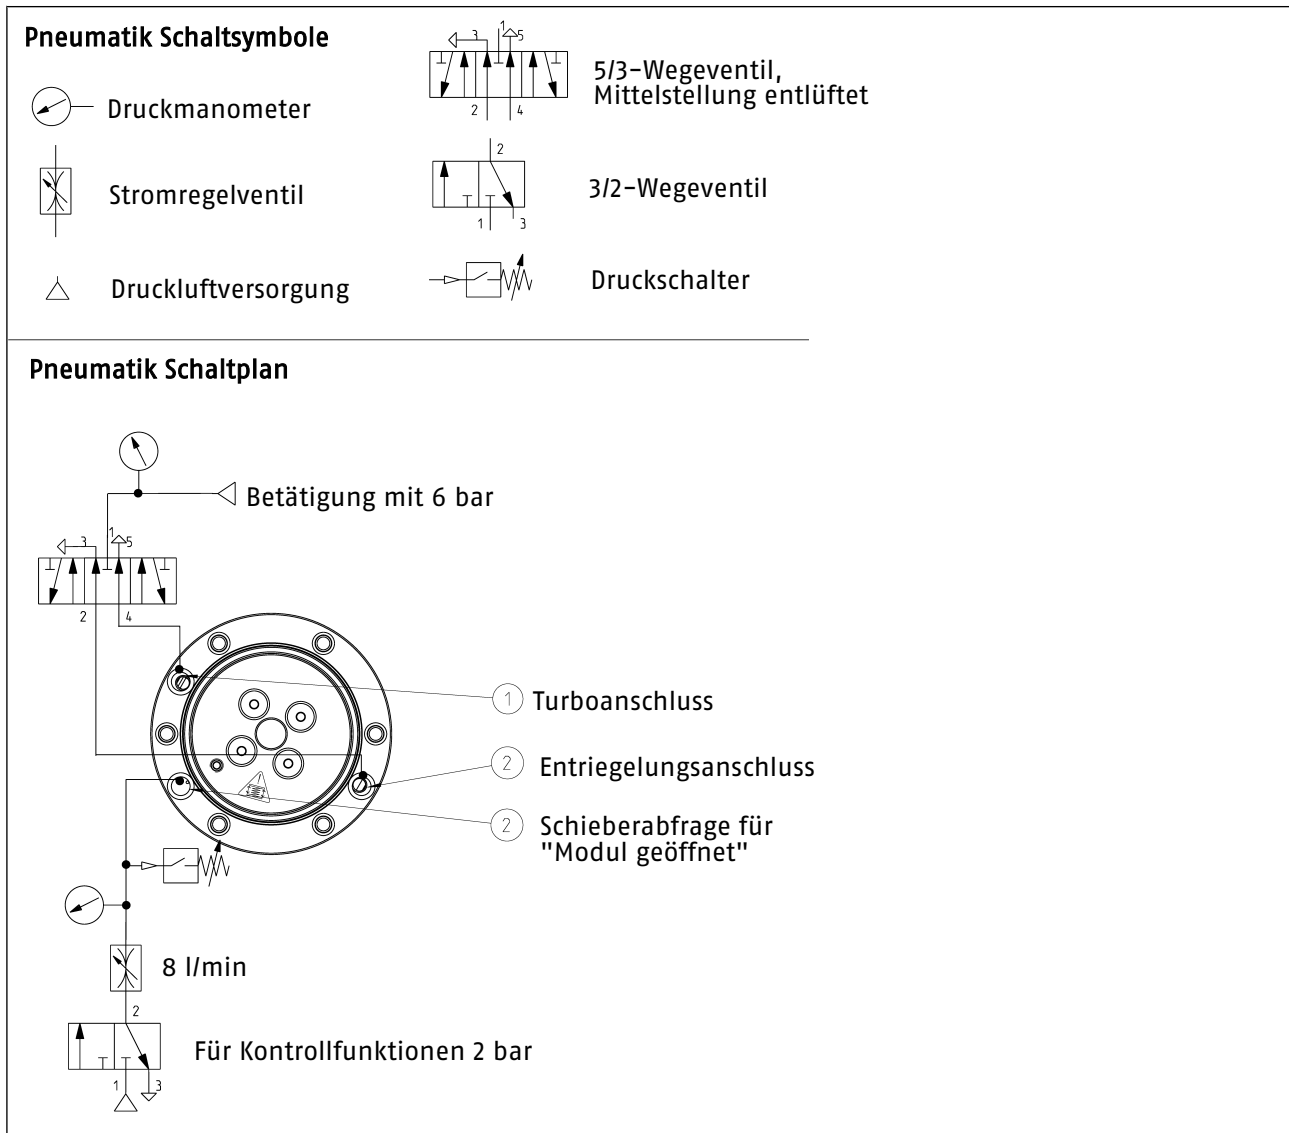 Pneumatik Schaltsymbole
Druckmanometer
Stromregelventil
Druckluftversorgung
1
3
5
2
4
5/3-Wegeventil,
Mittelstellung entlüftet
2
1
3
3/2-Wegeventil
Druckschalter
Pneumatik Schaltplan
Betätigung mit 6 bar
1
3
5
2
4
1 Turboanschluss
2 Entriegelungsanschluss
2 Schieberabfrage für
"Modul geöffnet"
8 l/min
2
Für Kontrollfunktionen 2 bar
1
3